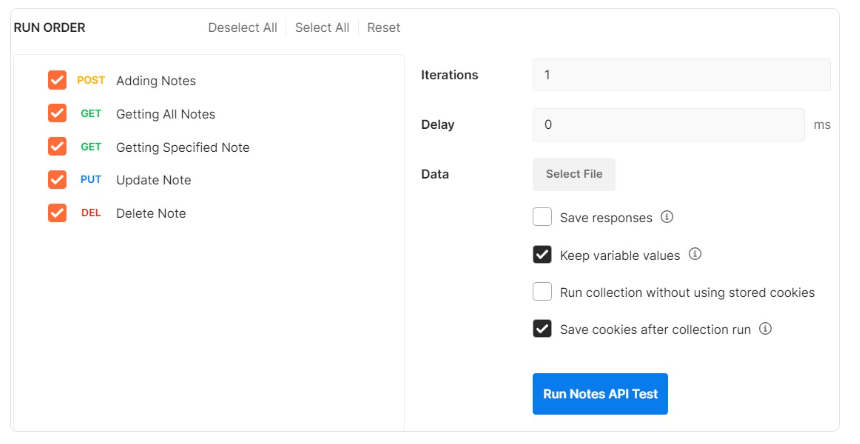 RUN ORDER
Deselect All
Select All
Reset
POST Adding Notes
GET Getting All Notes
GET Getting Specified Note
PUT Update Note
DEL Delete Note
Iterations 1
Delay 0 ms
Data Select File
Save responses
Keep variable values
Run collection without using stored cookies
Save cookies after collection run
Run Notes API Test